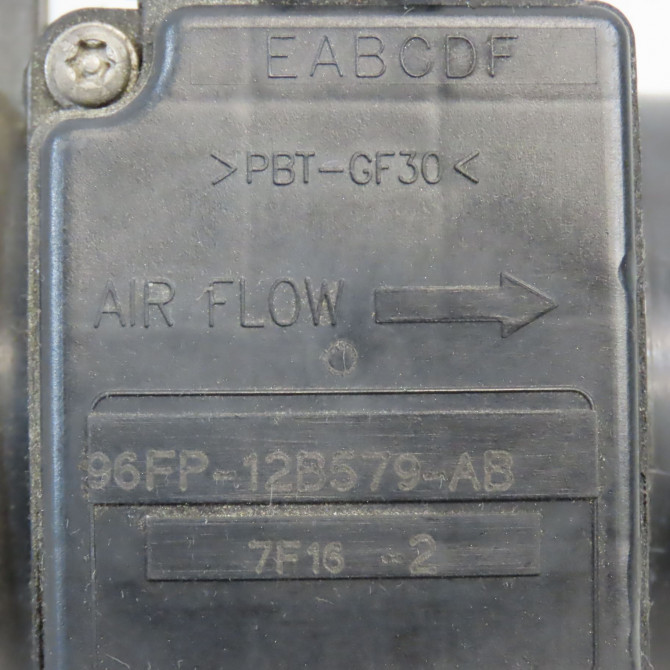 EABCDF
>PBT-GF30<
AIR FLOW
96FP-12B579-AB
7F16 -2